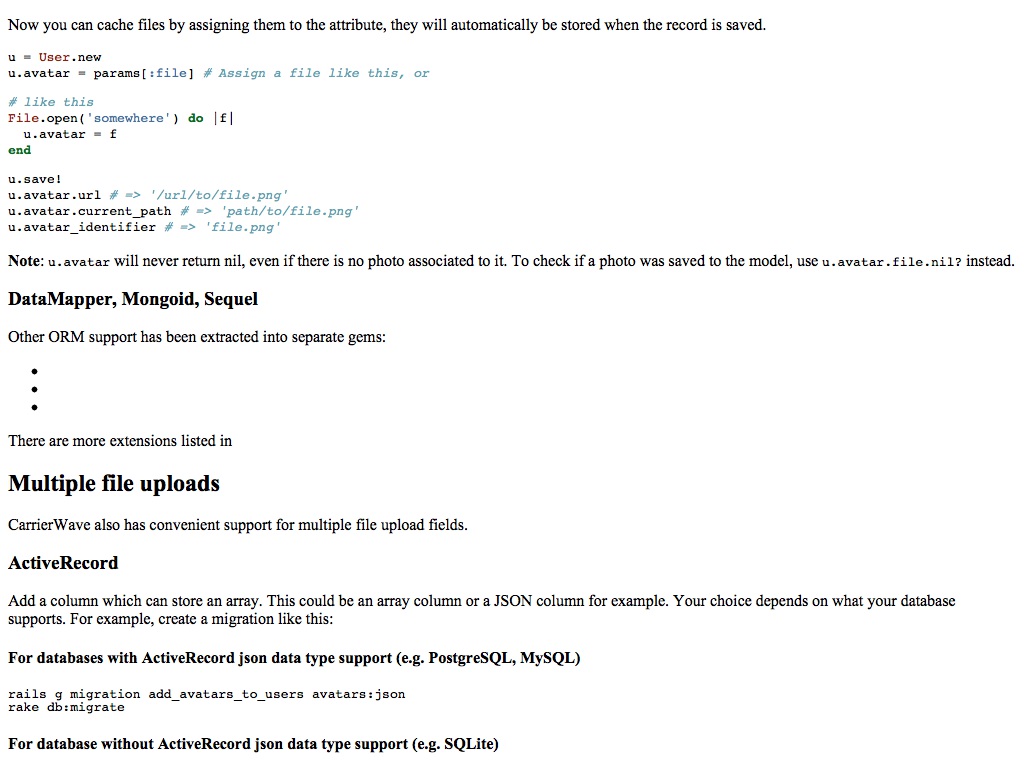 Now you can cache files by assigning them to the attribute, they will automatically be stored when the record is saved.
u = User.new
u.avatar = params[:file] # Assign a file like this, or
# like this
File.open('somewhere') do |f|
  u.avatar = f
end
u.save!
u.avatar.url # => '/url/to/file.png'
u.avatar.current_path # => 'path/to/file.png'
u.avatar_identifier # => 'file.png'
Note: u.avatar will never return nil, even if there is no photo associated to it. To check if a photo was saved to the model, use u.avatar.file.nil? instead.
DataMapper, Mongoid, Sequel
Other ORM support has been extracted into separate gems:
There are more extensions listed in
Multiple file uploads
CarrierWave also has convenient support for multiple file upload fields.
ActiveRecord
Add a column which can store an array. This could be an array column or a JSON column for example. Your choice depends on what your database
supports. For example, create a migration like this:
For databases with ActiveRecord json data type support (e.g. PostgreSQL, MySQL)
rails g migration add_avatars_to_users avatars:json
rake db:migrate
For database without ActiveRecord json data type support (e.g. SQLite)